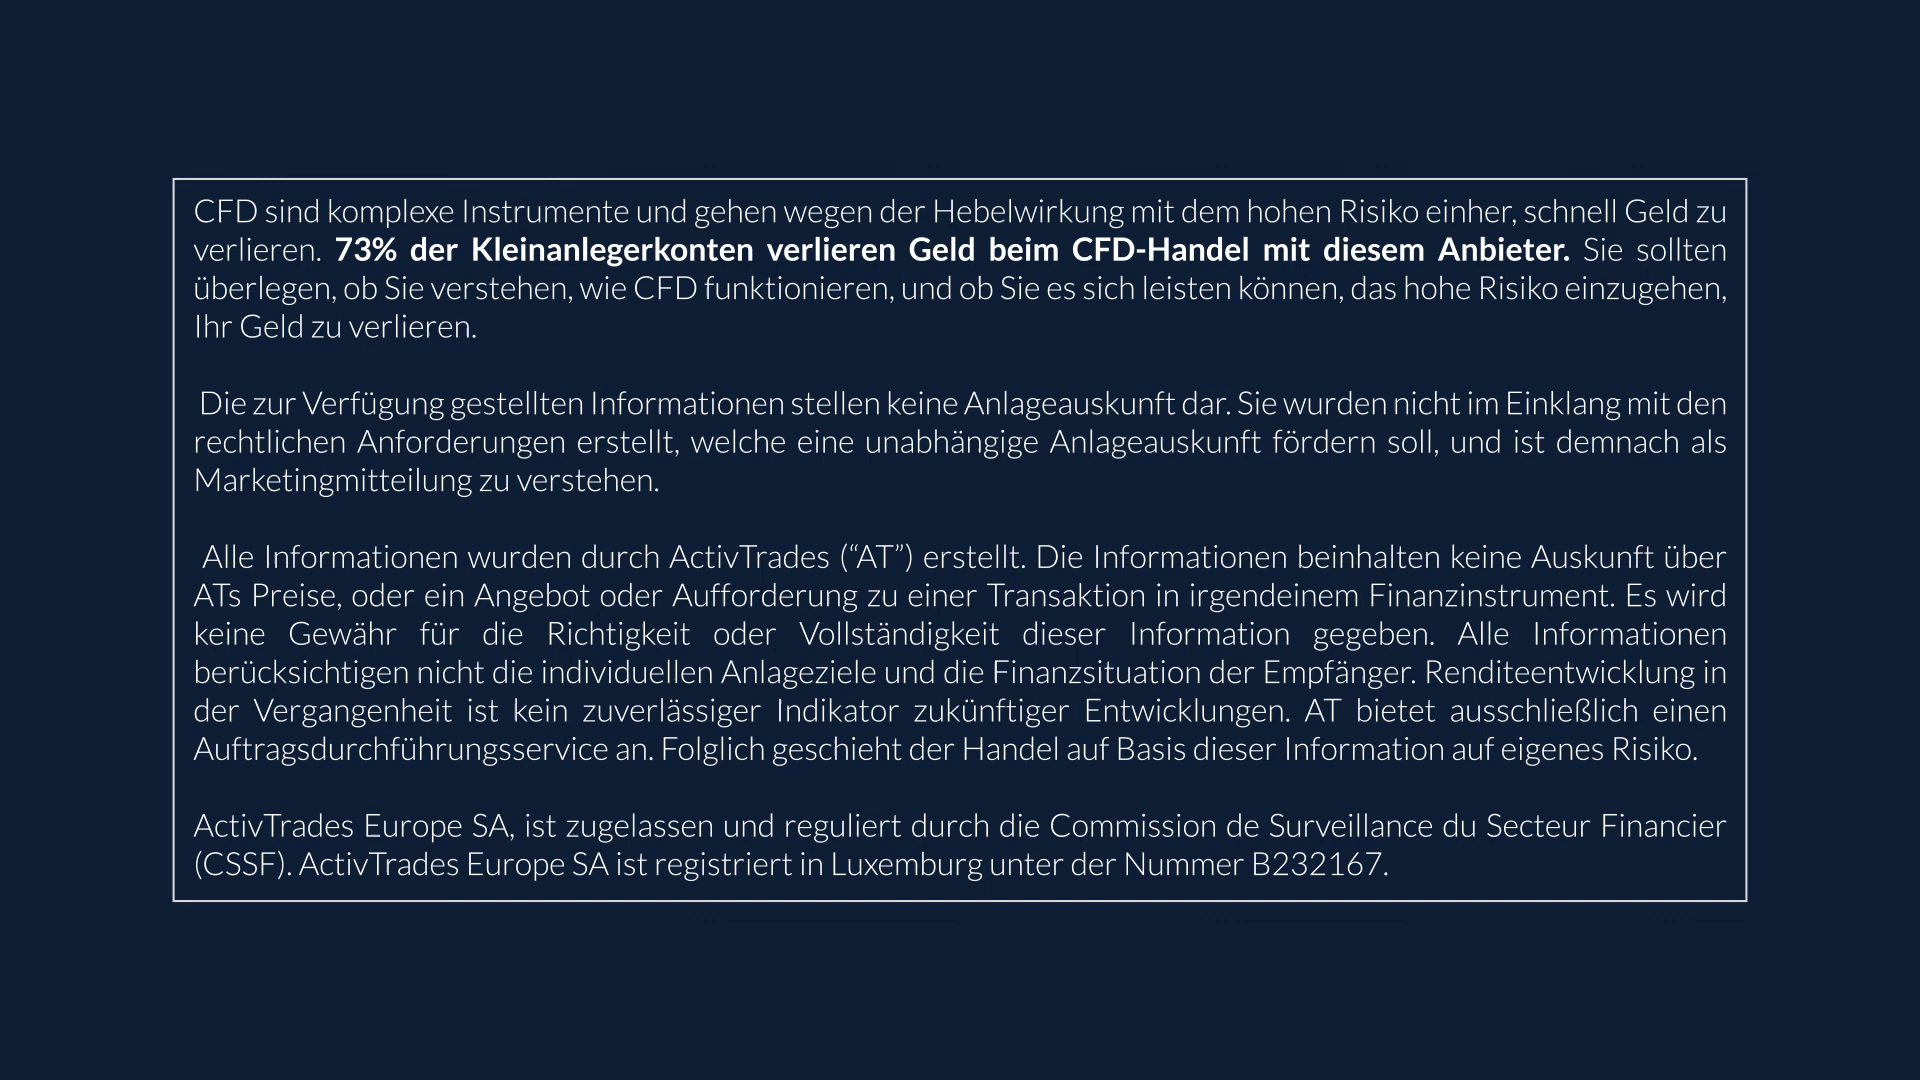 CFD sind komplexe Instrumente und gehen wegen der Hebelwirkung mit dem hohen Risiko einher, schnell Geld zu
verlieren. 73% der Kleinanlegerkonten verlieren Geld beim CFD-Handel mit diesem Anbieter. Sie sollten
überlegen, ob Sie verstehen, wie CFD funktionieren, und ob Sie es sich leisten können, das hohe Risiko einzugehen,
Ihr Geld zu verlieren.
Die zur Verfügung gestellten Informationen stellen keine Anlageauskunft dar. Sie wurden nicht im Einklang mit den
rechtlichen Anforderungen erstellt, welche eine unabhängige Anlageauskunft fördern soll, und ist demnach als
Marketingmitteilung zu verstehen.
Alle Informationen wurden durch ActivTrades (“AT”) erstellt. Die Informationen beinhalten keine Auskunft über
ATs Preise, oder ein Angebot oder Aufforderung zu einer Transaktion in irgendeinem Finanzinstrument. Es wird
keine Gewähr für die Richtigkeit oder Vollständigkeit dieser Information gegeben. Alle Informationen
berücksichtigen nicht die individuellen Anlageziele und die Finanzsituation der Empfänger. Renditeentwicklung in
der Vergangenheit ist kein zuverlässiger Indikator zukünftiger Entwicklungen. AT bietet ausschließlich einen
Auftragsdurchführungsservice an. Folglich geschieht der Handel auf Basis dieser Information auf eigenes Risiko.
ActivTrades Europe SA, ist zugelassen und reguliert durch die Commission de Surveillance du Secteur Financier
(CSSF). ActivTrades Europe SA ist registriert in Luxemburg unter der Nummer B232167.